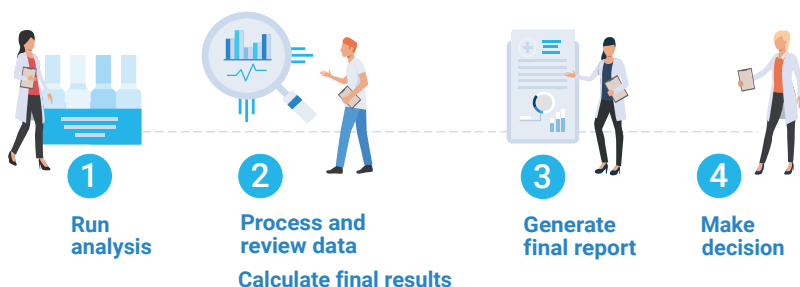 1
Run
analysis
2
Process and
review data
Calculate final results
3
Generate
final report
4
Make
decision